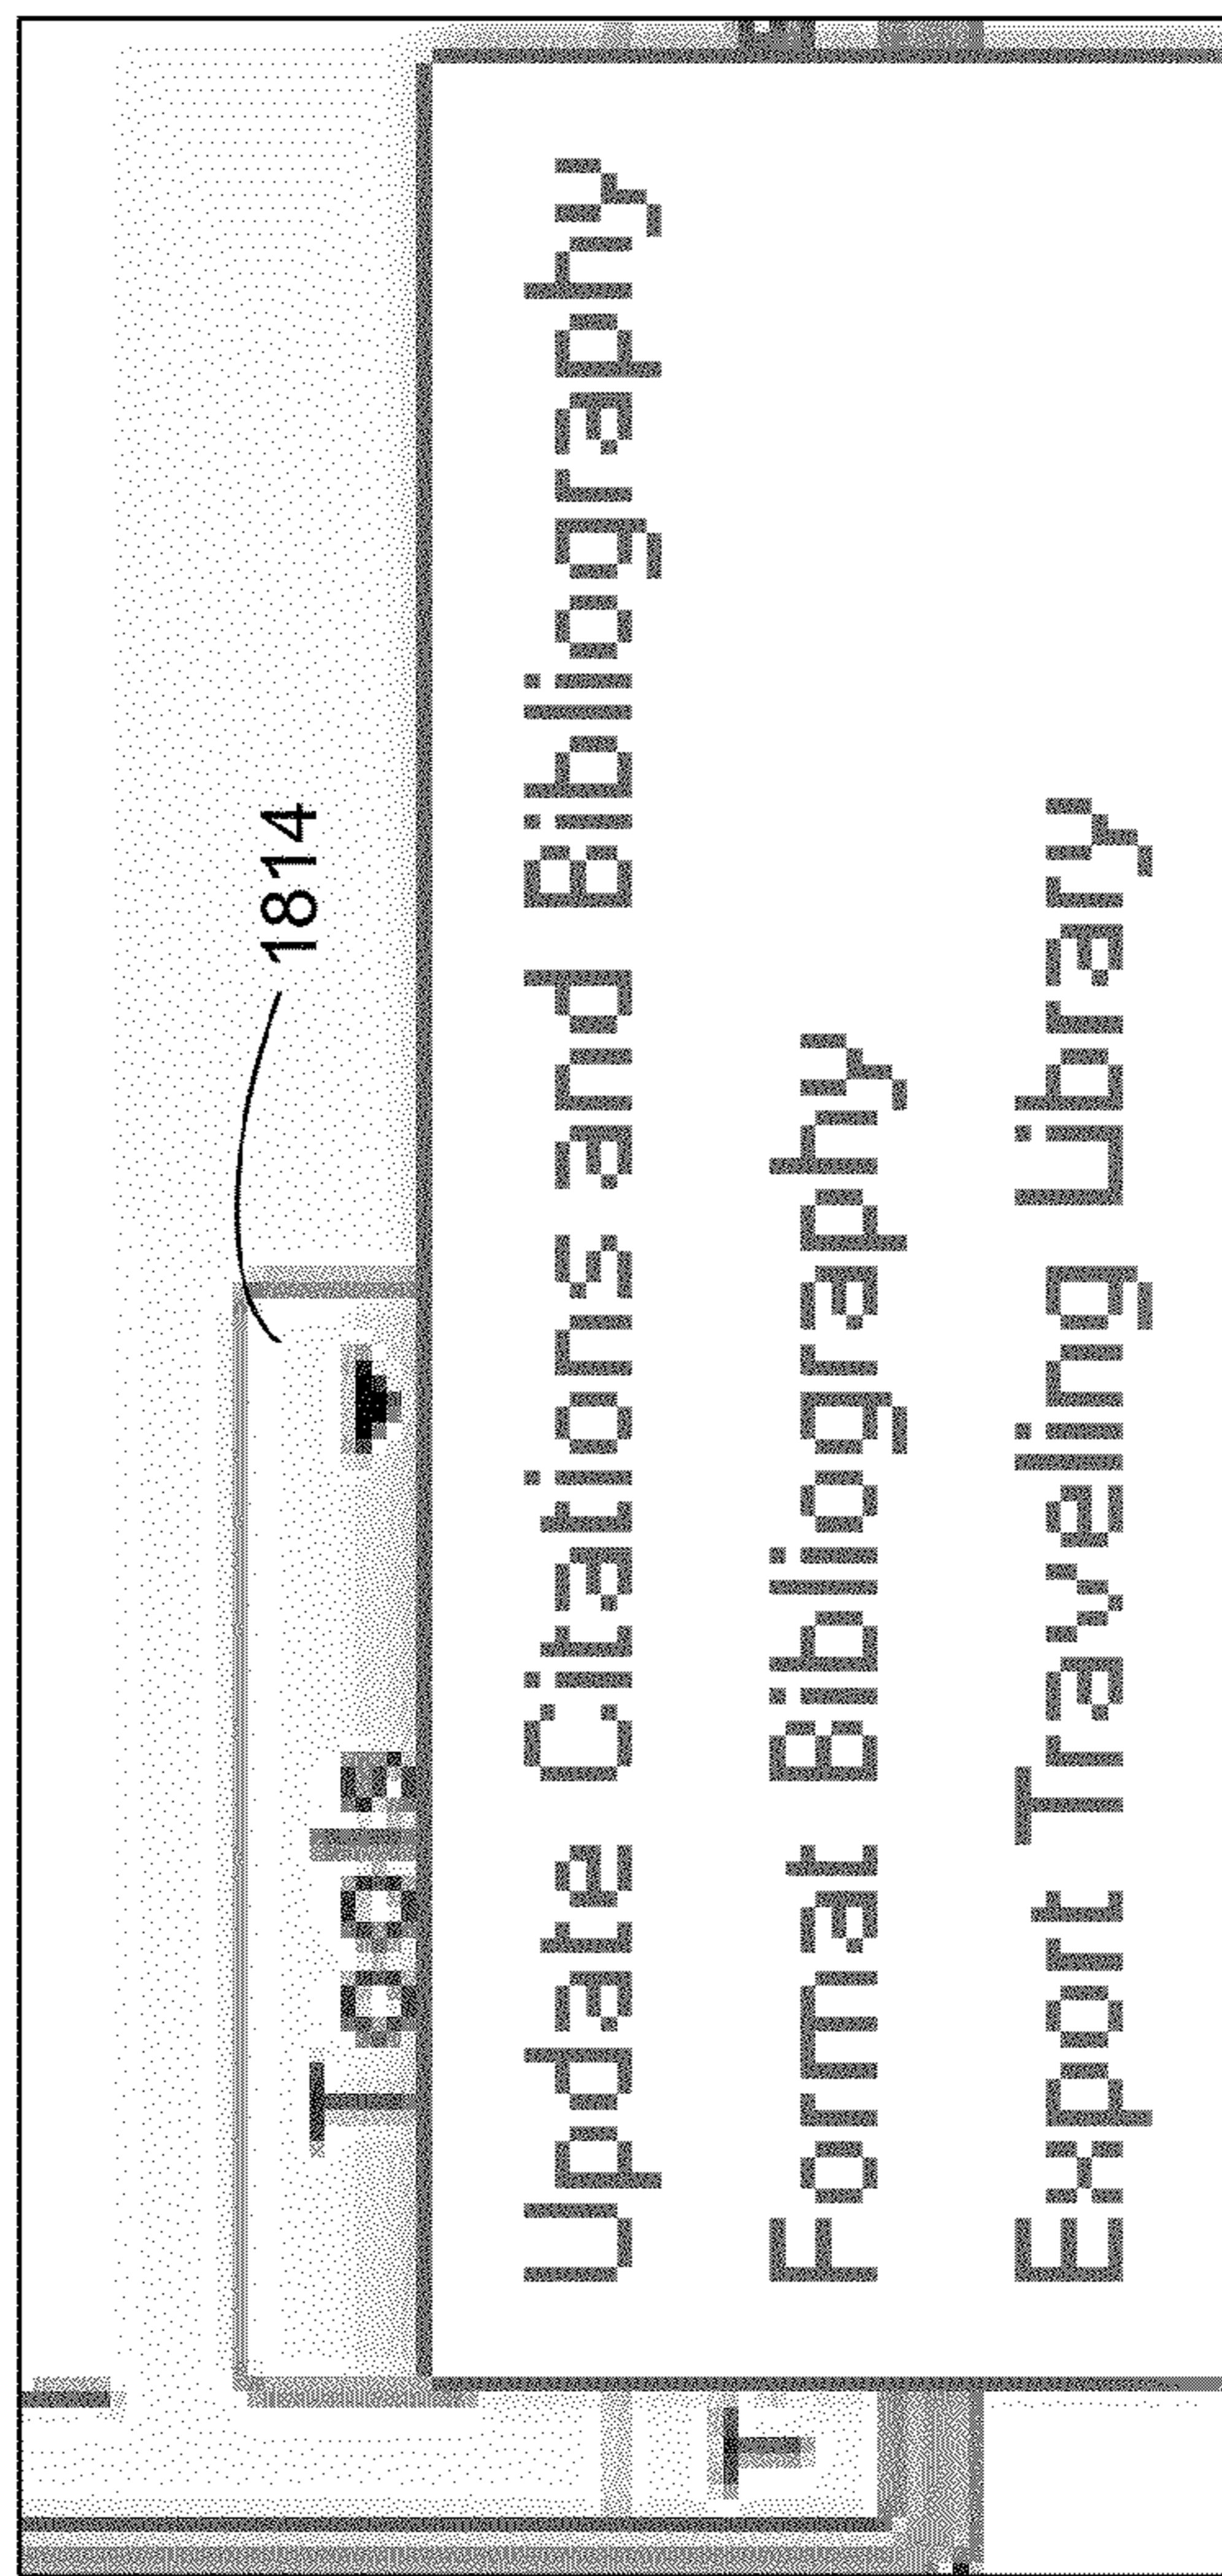 1814
Tools
Update Citations and Bibliography
T
Format Bibliography
Export Traveling Library